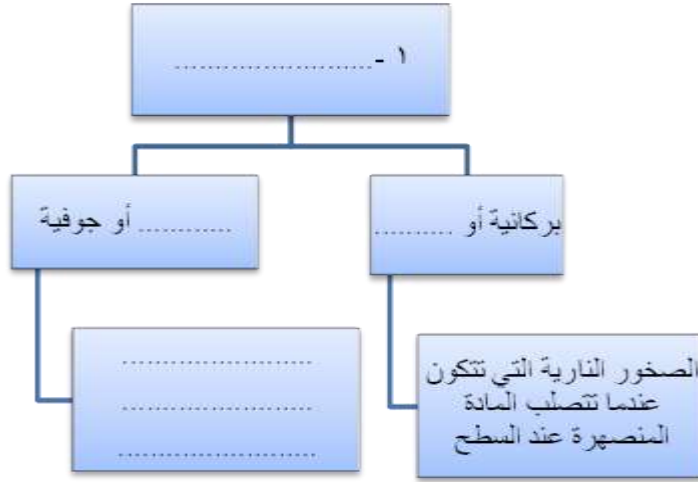 ١ - ........................
بركانية أو ..........
............ أو جوفية
الصخور النارية التي تتكون
عندما تتصلب المادة
المنصهرة عند السطح
........................
........................
........................